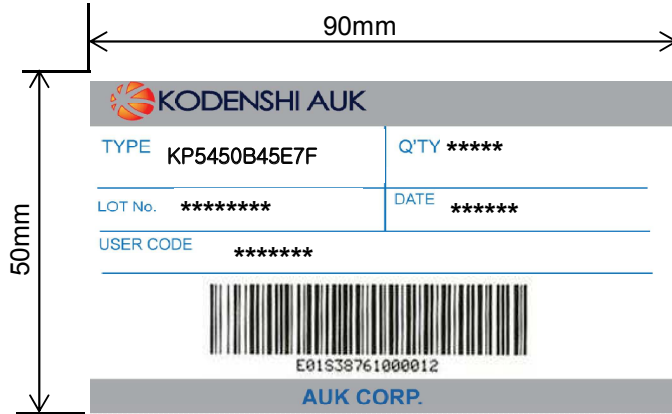 90mm
50mm
KODENSHI AUK
TYPE KP5450B45E7F Q'TY *****
LOT No. ******** DATE ******
USER CODE *******
E01S38761000012
AUK CORP.